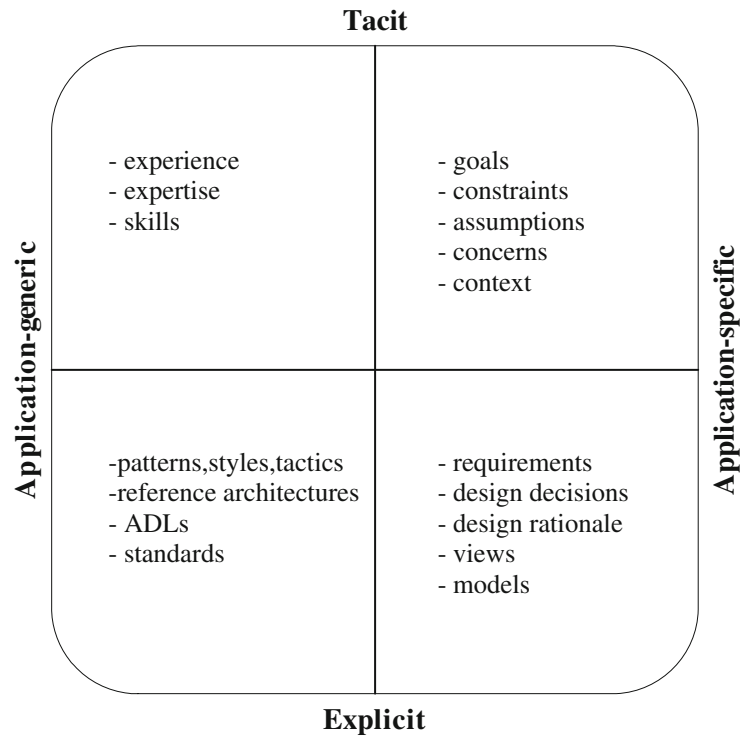 Tacit
Application-generic
- experience
- expertise
- skills
- goals
- constraints
- assumptions
- concerns
- context
Application-specific
-patterns,styles,tactics
-reference architectures
- ADLs
- standards
- requirements
- design decisions
- design rationale
- views
- models
Explicit